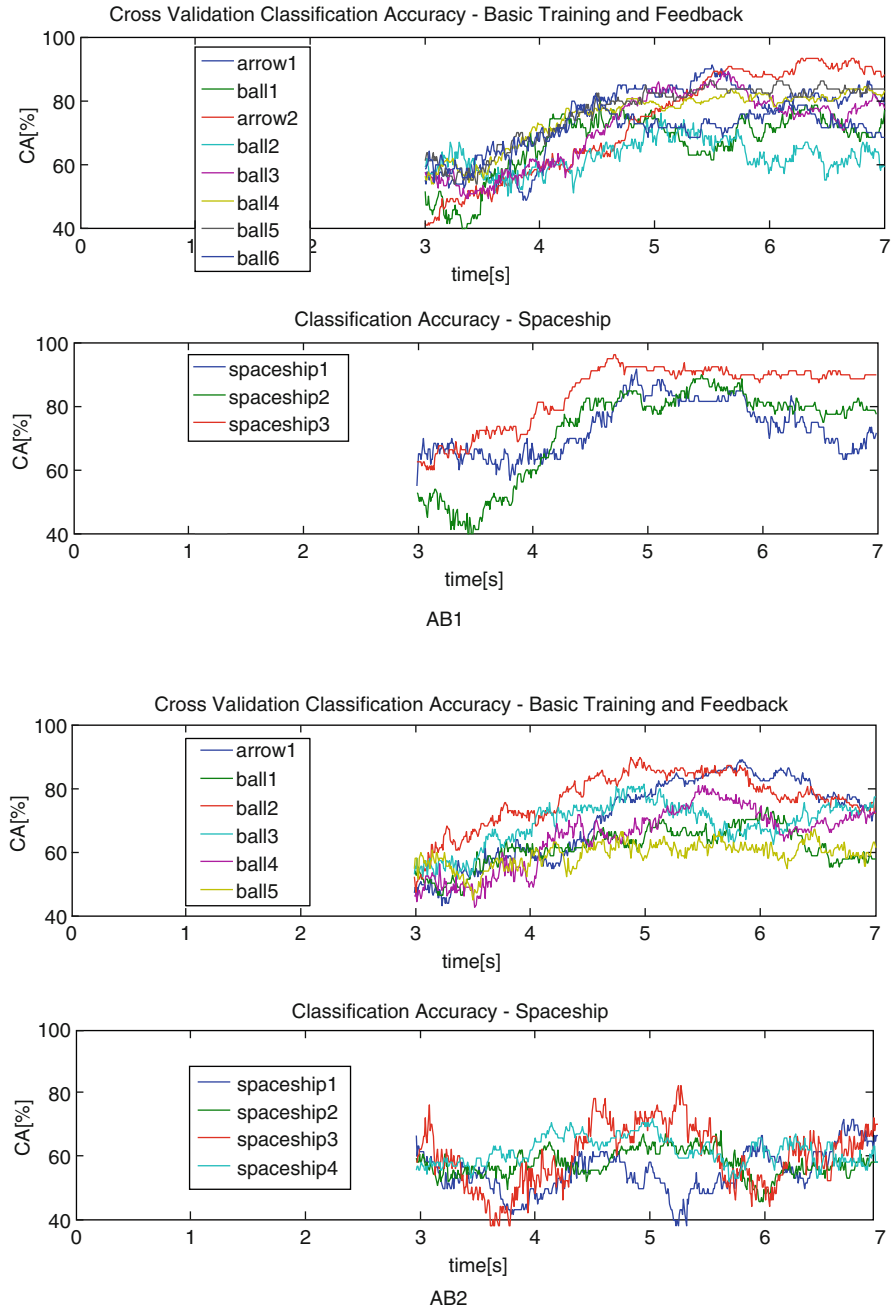 Cross Validation Classification Accuracy - Basic Training and Feedback
100
80
60
40
CA[%]
arrow1
ball1
arrow2
ball2
ball3
ball4
ball5
ball6
0 1 2 3 4 5 6 7
time[s]
Classification Accuracy - Spaceship
100
80
60
40
CA[%]
spaceship1
spaceship2
spaceship3
0 1 2 3 4 5 6 7
time[s]
AB1
Cross Validation Classification Accuracy - Basic Training and Feedback
100
80
60
40
CA[%]
arrow1
ball1
ball2
ball3
ball4
ball5
0 1 2 3 4 5 6 7
time[s]
Classification Accuracy - Spaceship
100
80
60
40
CA[%]
spaceship1
spaceship2
spaceship3
spaceship4
0 1 2 3 4 5 6 7
time[s]
AB2